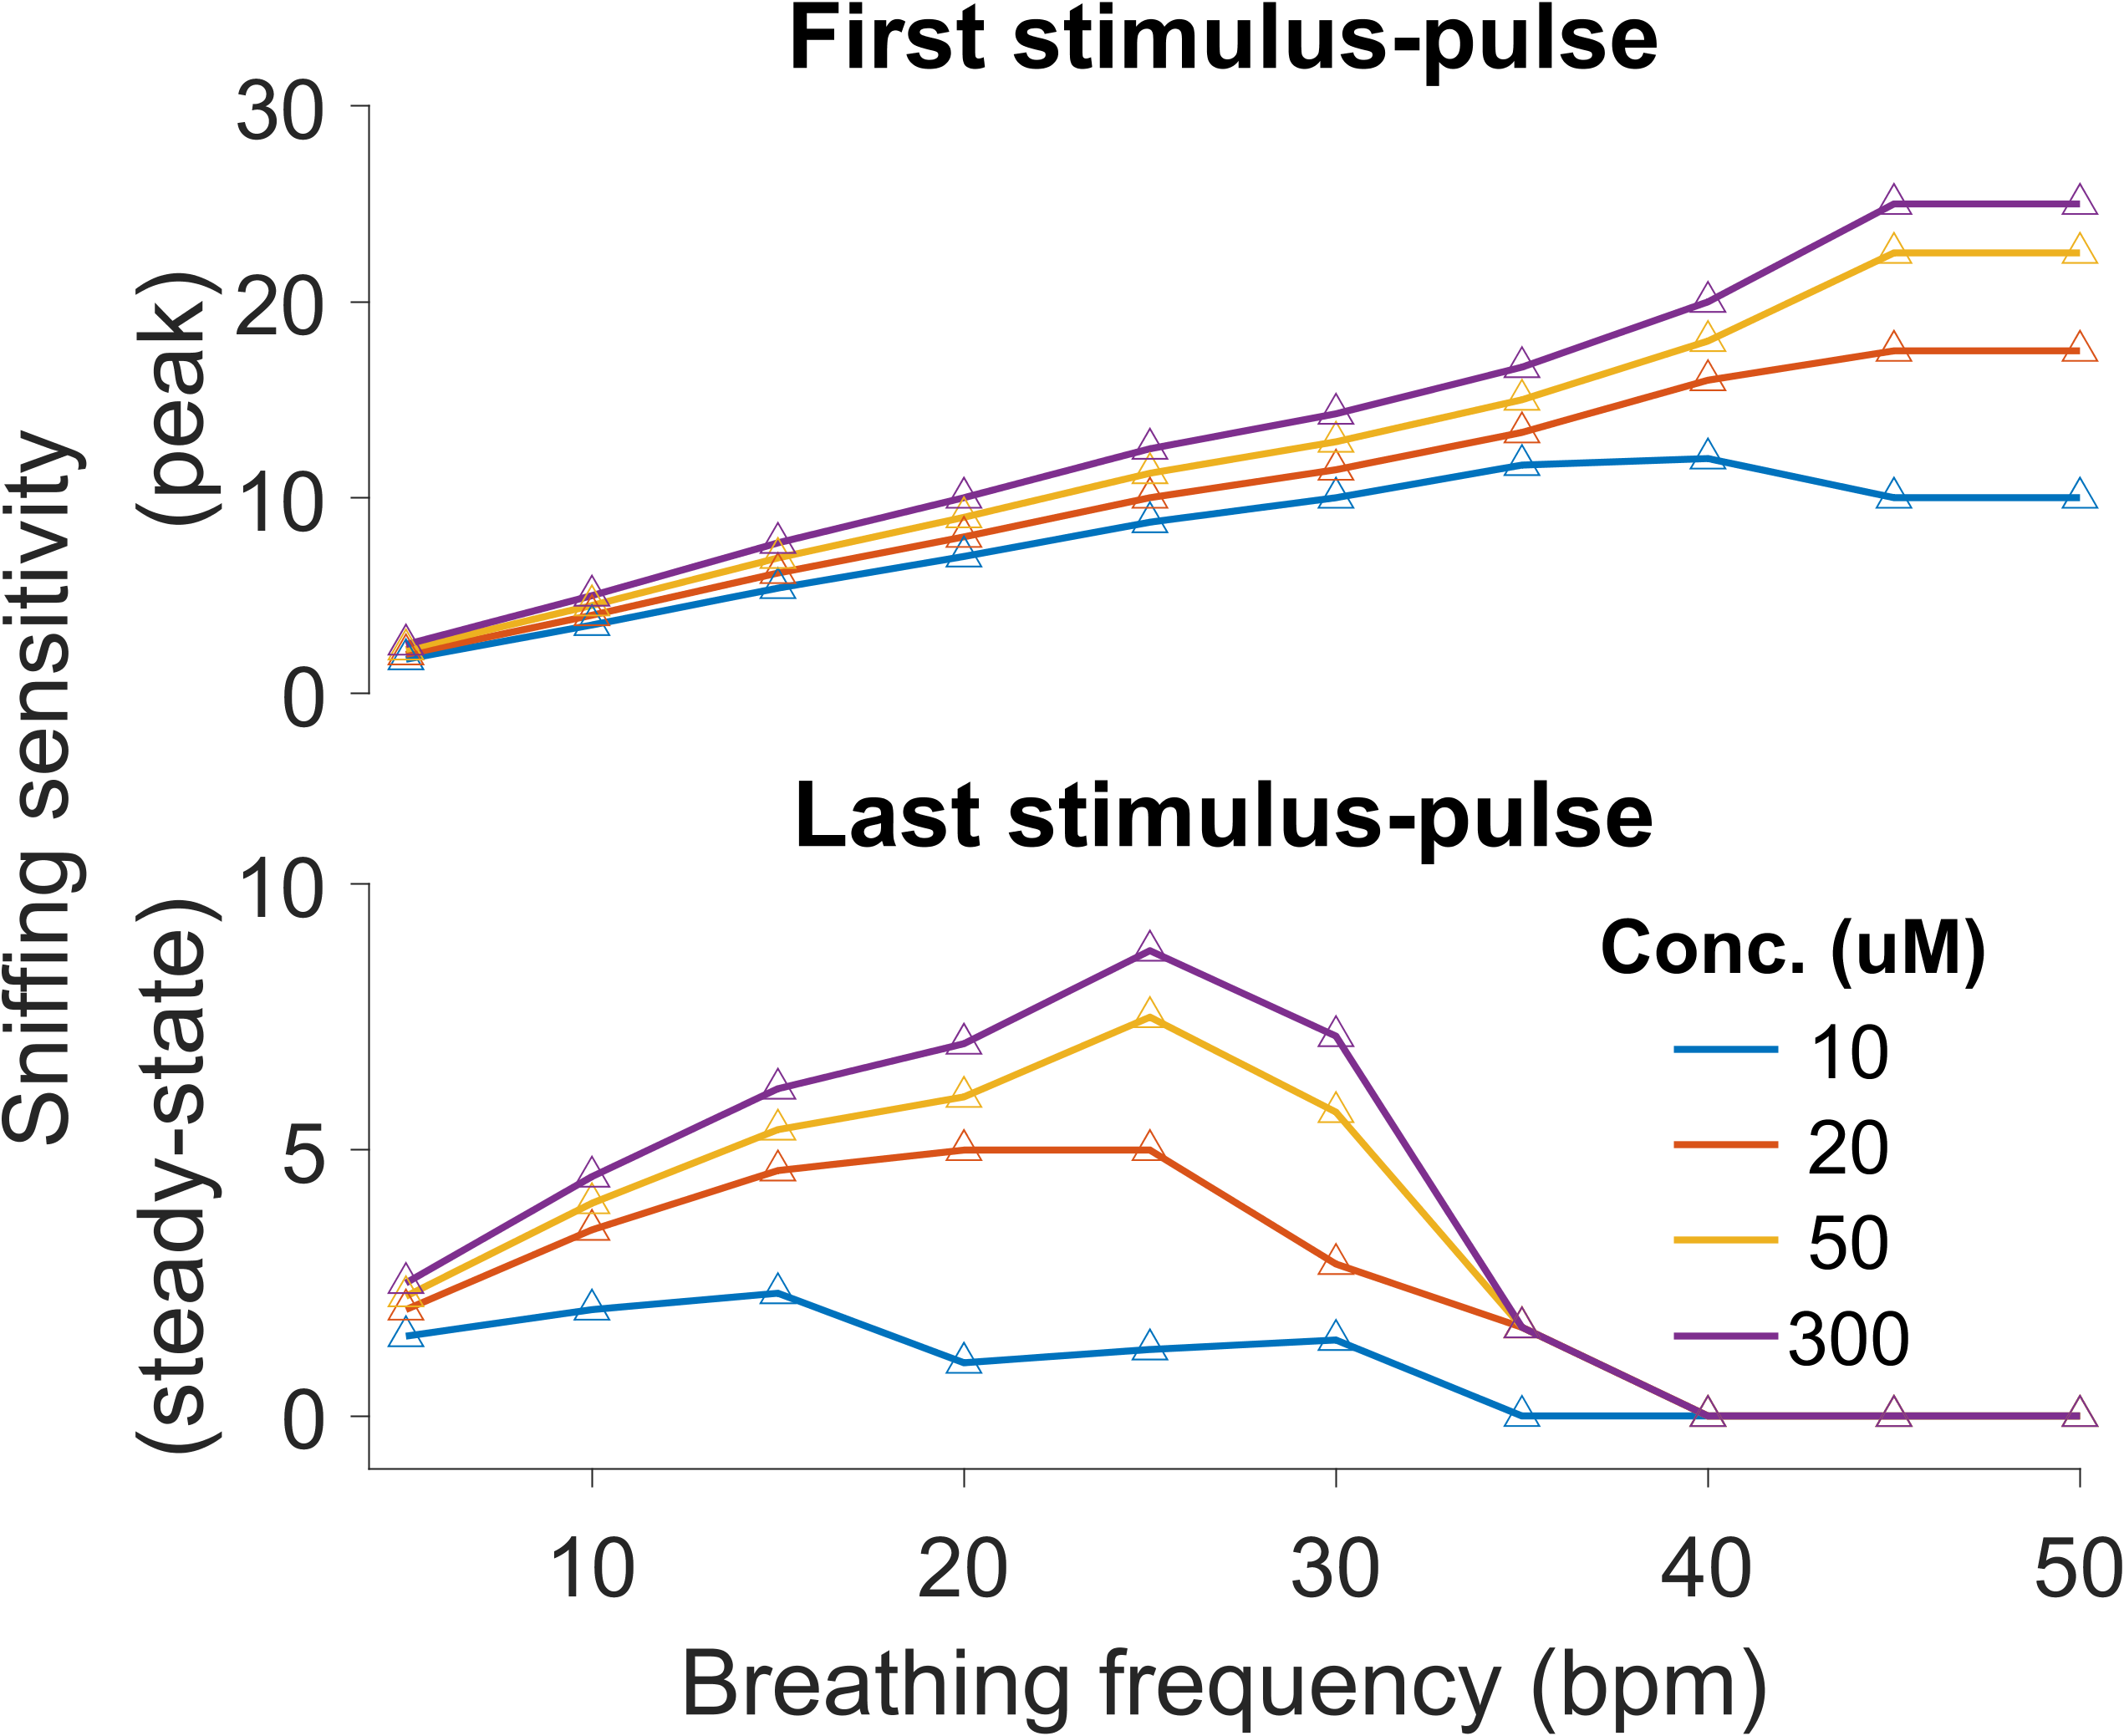 First stimulus-pulse
30
20
10
0
Sniffing sensitivity
(peak)
Last stimulus-pulse
10
5
0
(steady-state)
Conc. (uM)
10
20
50
300
10 20 30 40 50
Breathing frequency (bpm)